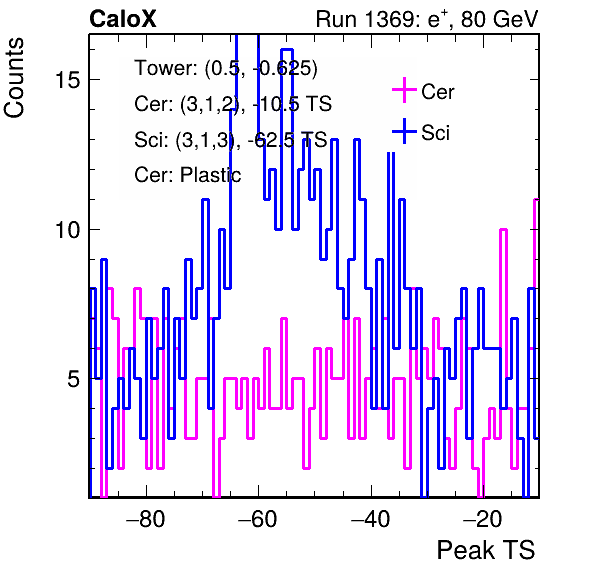 CaloX
Run 1369: e+, 80 GeV
Counts
Tower: (0.5, -0.625)
Cer: (3,1,2), -10.5 TS
Sci: (3,1,3), -62.5 TS
Cer: Plastic
Cer
Sci
15
10
5
−80
−60
−40
−20
Peak TS